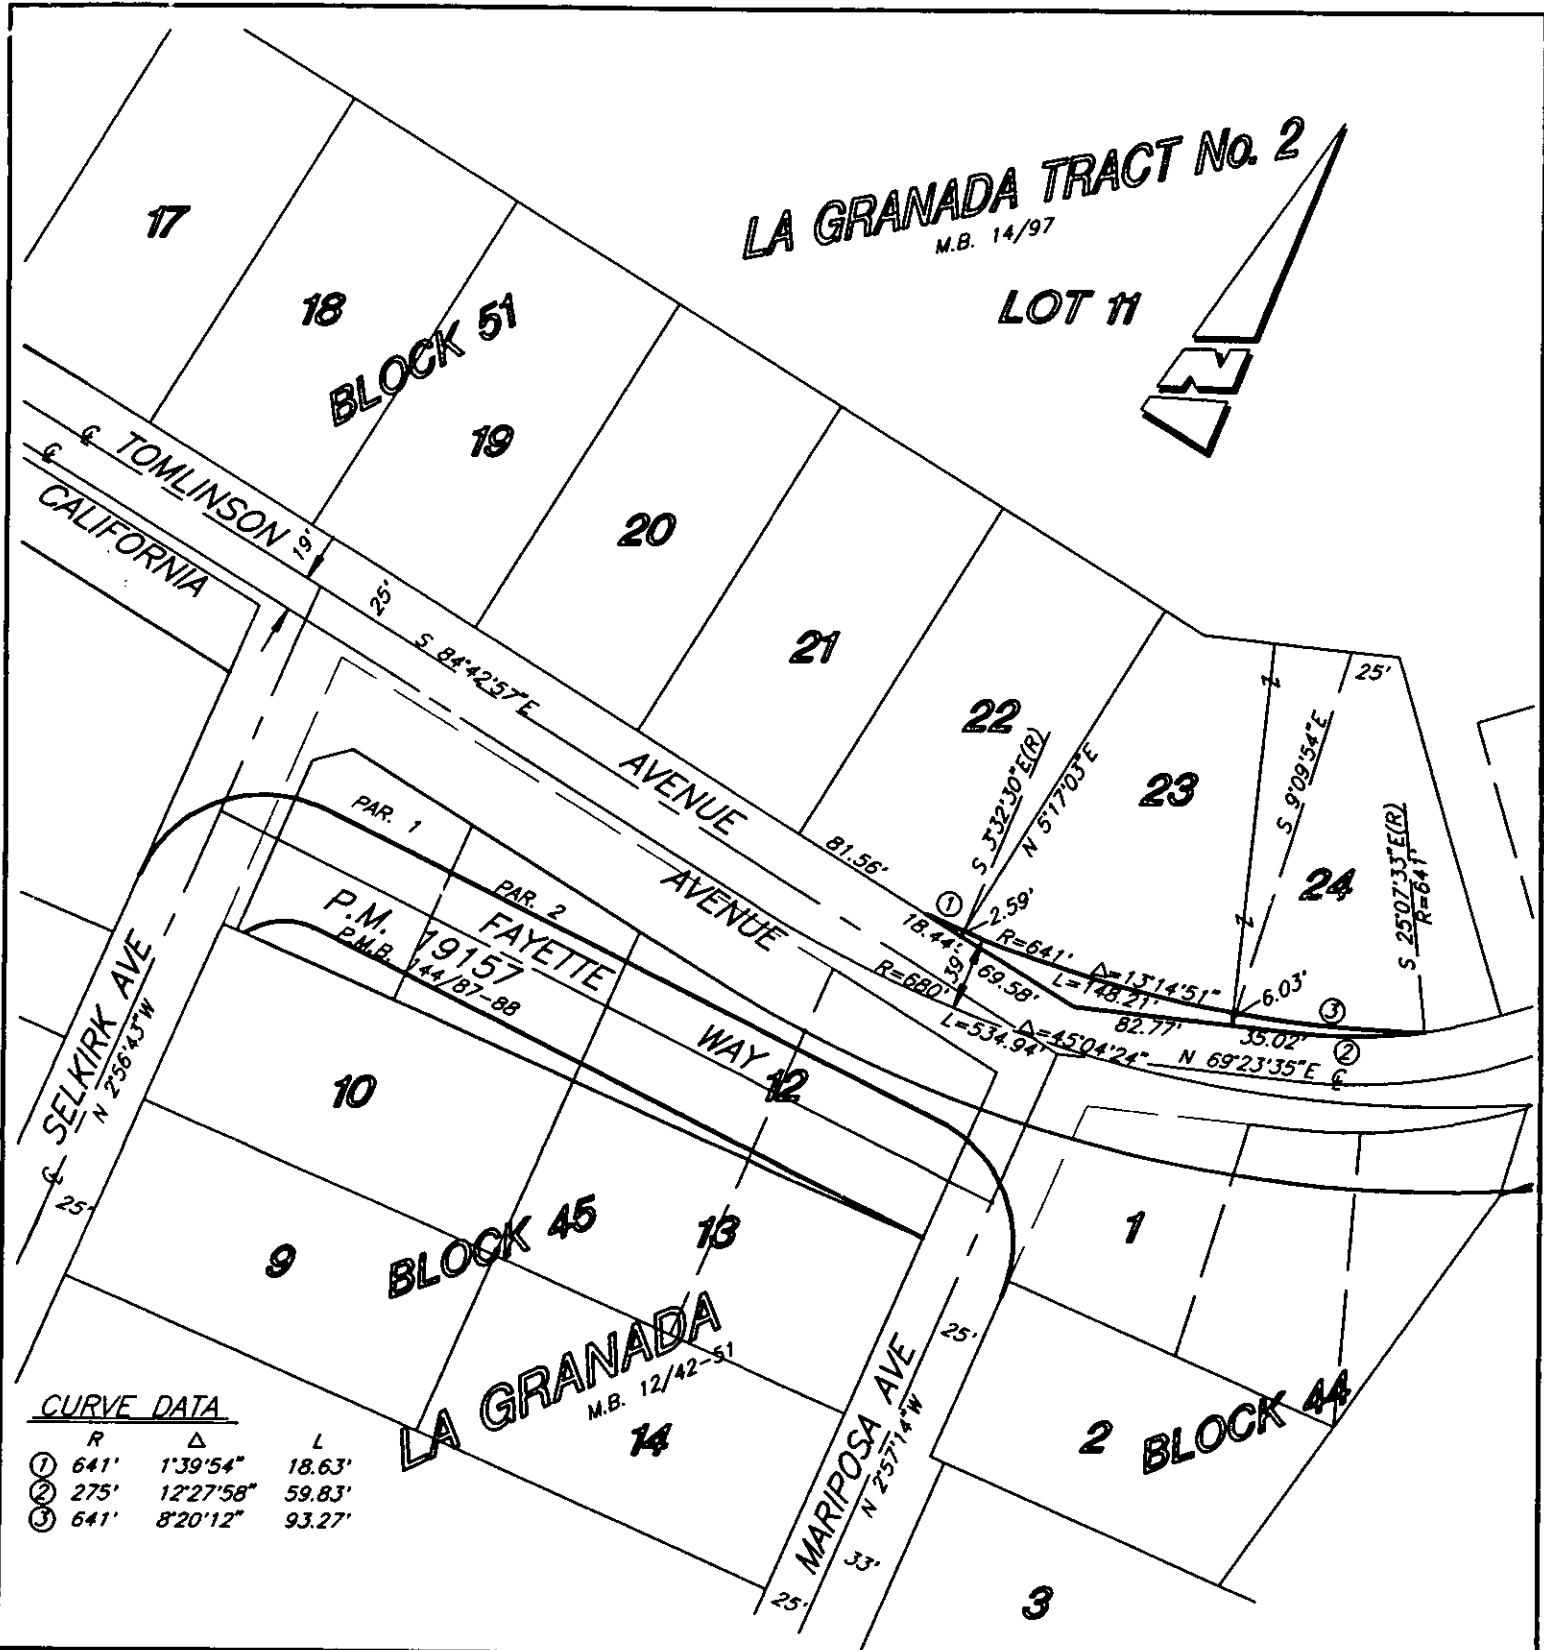 LA GRANADA TRACT No. 2
M.B. 14/97
LOT 11
N
17
18
BLOCK 51
19
20
21
22
23
24
℄ TOMLINSON
19'
25'
℄
CALIFORNIA
S 84°42'57" E
AVENUE
AVENUE
81.56'
S 3°32'30" E(R)
N 5°17'03" E
S 9°09'54" E
25'
S 25°07'33" E(R)
R=641'
①
2.59'
18.44'
39'
R=641'
Δ=13°14'51"
L=148.21'
69.58'
6.03'
③
82.77'
35.02'
②
R=680'
L=534.94'
Δ=45°04'24"
N 69°23'35" E ℄
PAR. 1
PAR. 2
P.M.
19157
P.M.B.
144/87-88
FAYETTE
WAY
12
SELKIRK AVE
N 2°56'43" W
℄
25'
10
9
BLOCK 45
13
LA GRANADA
M.B. 12/42-51
14
1
25'
MARIPOSA AVE
N 2°57'14" W
33'
25'
2
BLOCK 44
3
CURVE DATA
R Δ L
① 641' 1°39'54" 18.63'
② 275' 12°27'58" 59.83'
③ 641' 8°20'12" 93.27'